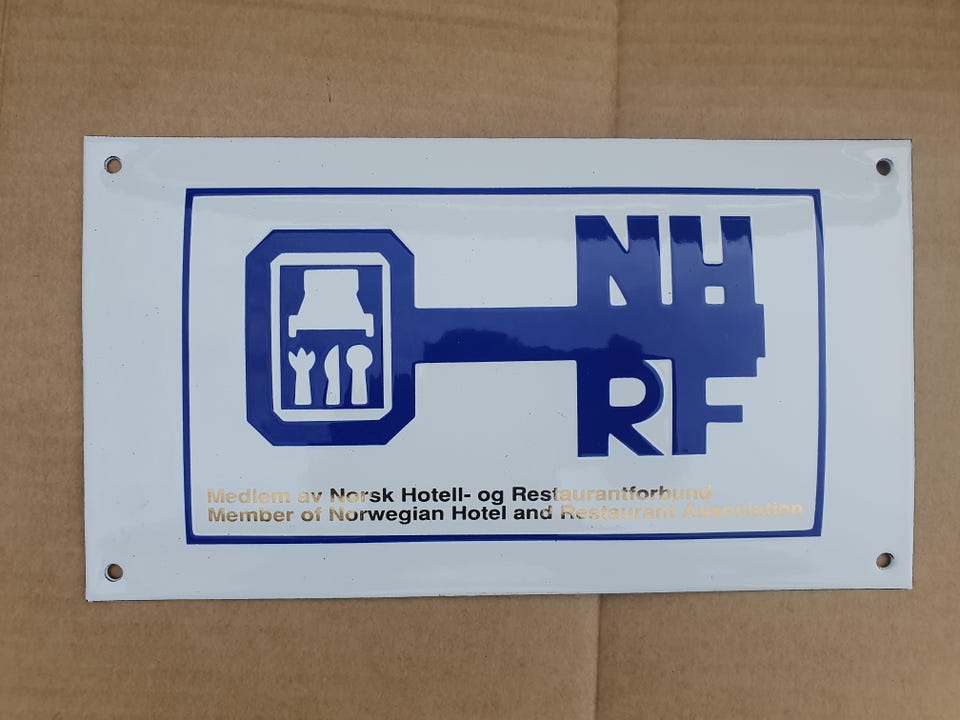 NH
RF
Medlem av Norsk Hotell- og Restaurantforbund
Member of Norwegian Hotel and Restaurant Association